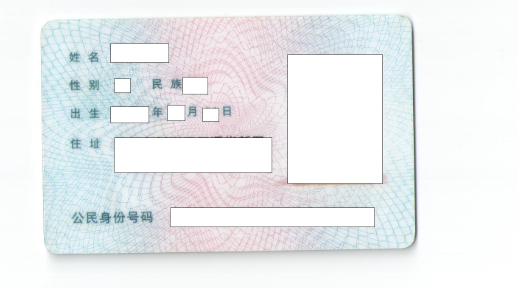 姓 名
性 别 民 族
出 生 年 月 日
住 址
公民身份号码